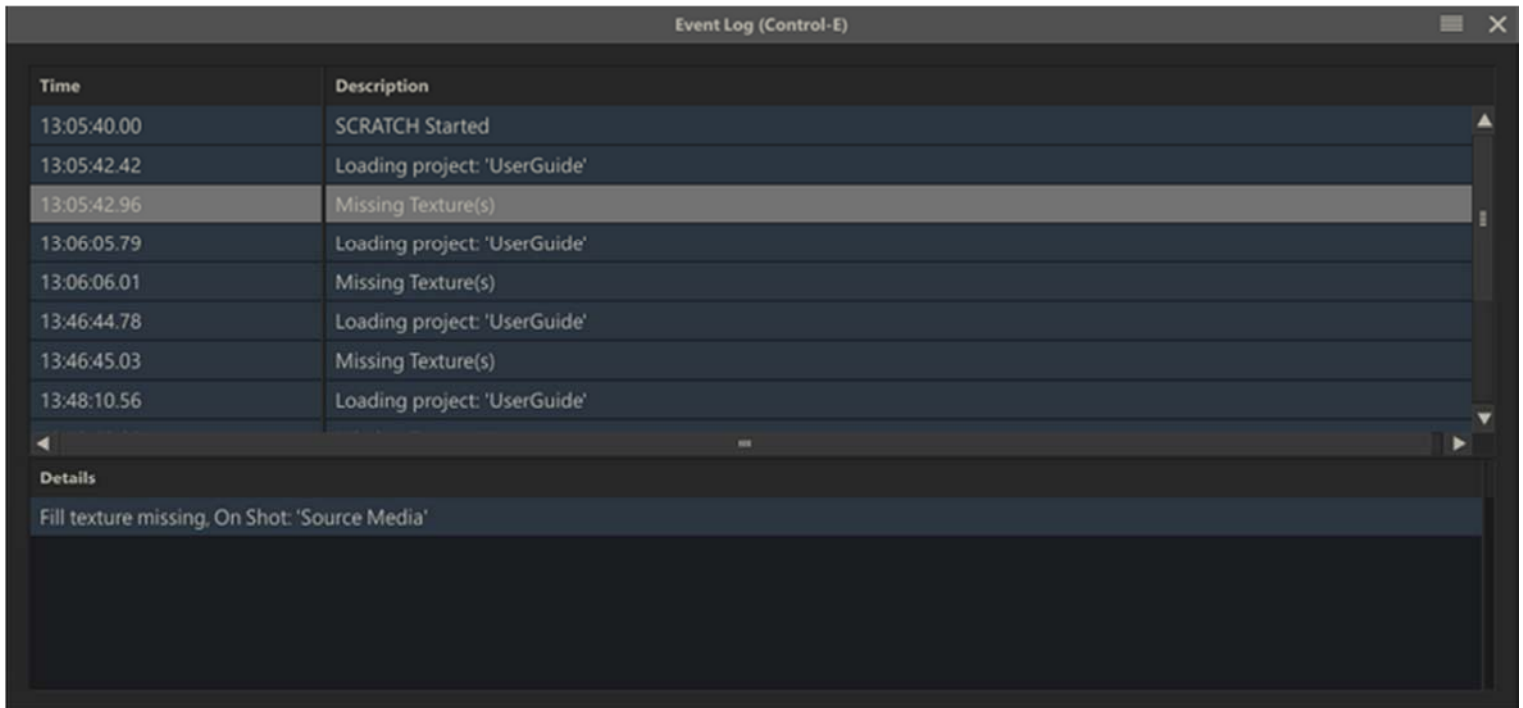 Event Log (Control-E)
Time Description
13:05:40.00 SCRATCH Started
13:05:42.42 Loading project: 'UserGuide'
13:05:42.96 Missing Texture(s)
13:06:05.79 Loading project: 'UserGuide'
13:06:06.01 Missing Texture(s)
13:46:44.78 Loading project: 'UserGuide'
13:46:45.03 Missing Texture(s)
13:48:10.56 Loading project: 'UserGuide'
Details
Fill texture missing, On Shot: 'Source Media'